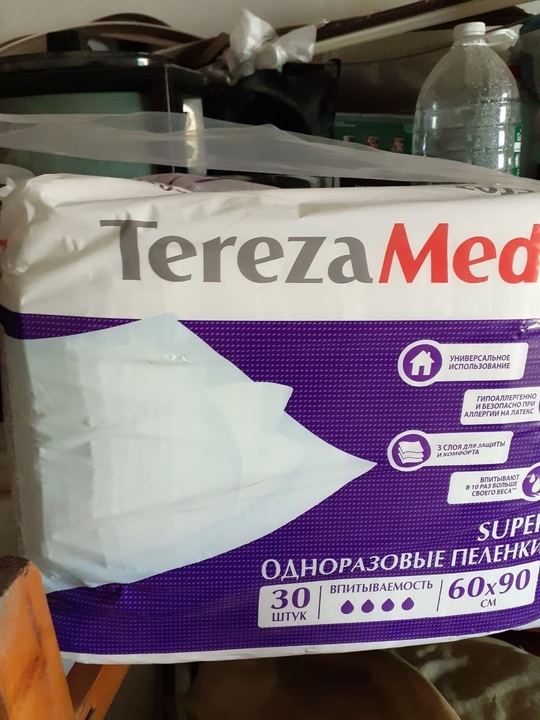 TerezaMed
УНИВЕРСАЛЬНОЕ
ИСПОЛЬЗОВАНИЕ
ГИПОАЛЛЕРГЕННО
И БЕЗОПАСНО ПРИ
АЛЛЕРГИИ НА ЛАТЕКС
3 СЛОЯ ДЛЯ ЗАЩИТЫ
И КОМФОРТА
ВПИТЫВАЮТ
В 10 РАЗ БОЛЬШЕ
СВОЕГО ВЕСА**
SUPER
ОДНОРАЗОВЫЕ ПЕЛЕНКИ
30
ШТУК
ВПИТЫВАЕМОСТЬ
60x90
СМ